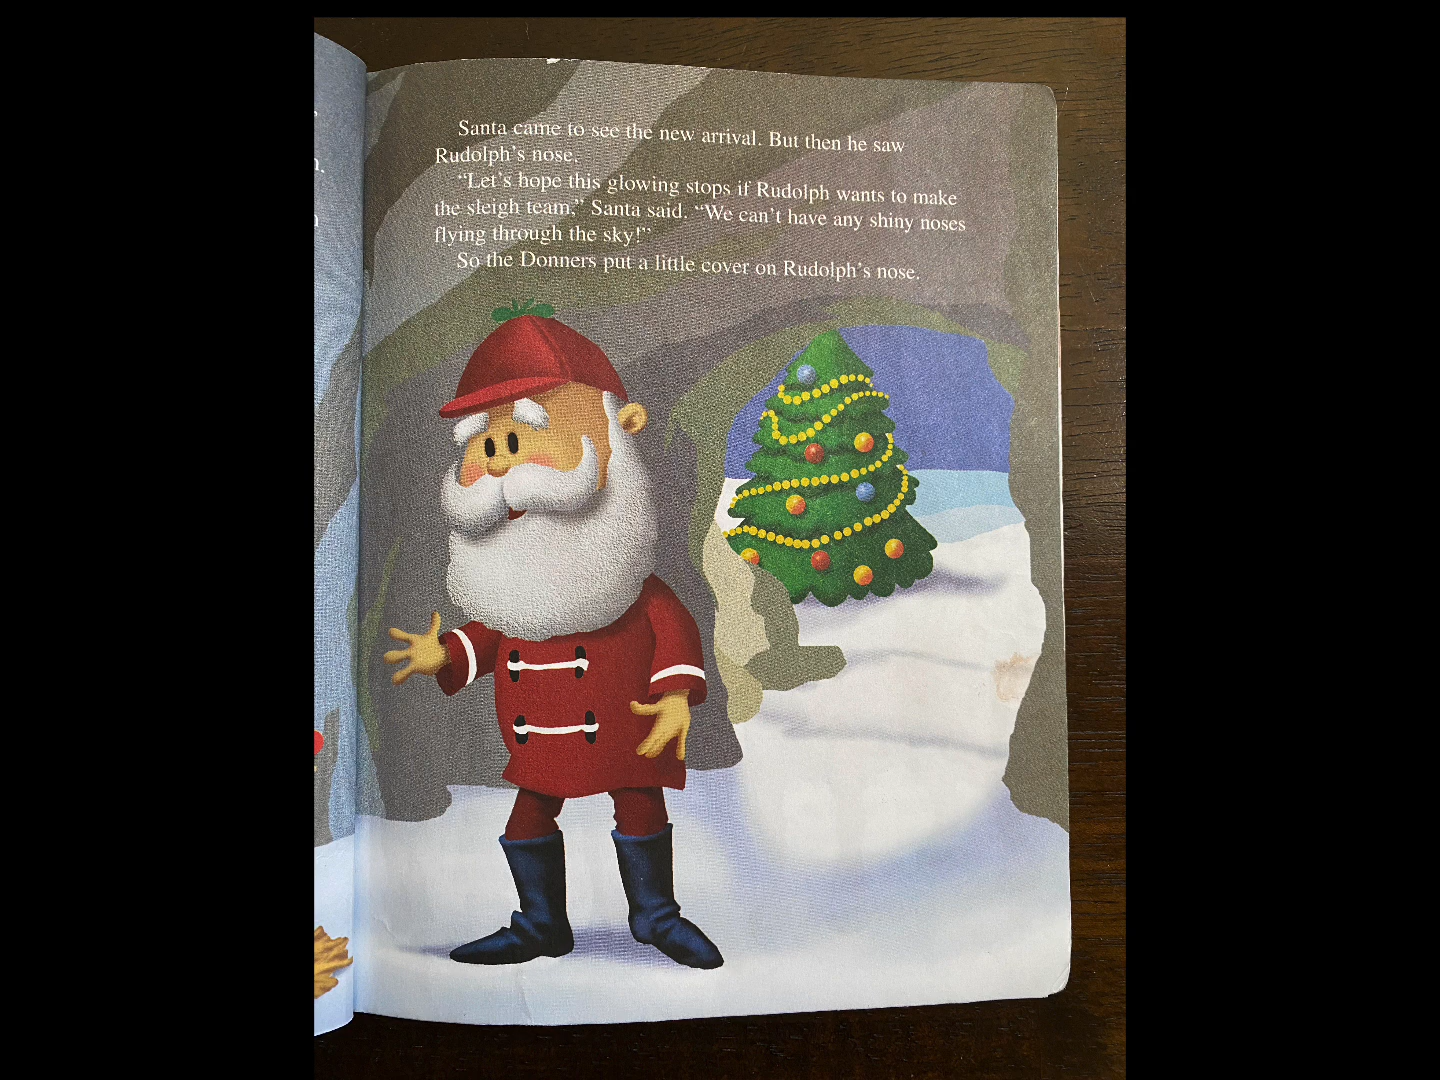 Santa came to see the new arrival. But then he saw
Rudolph's nose.
“Let's hope this glowing stops if Rudolph wants to make
the sleigh team,” Santa said. “We can't have any shiny noses
flying through the sky!”
So the Donners put a little cover on Rudolph's nose.